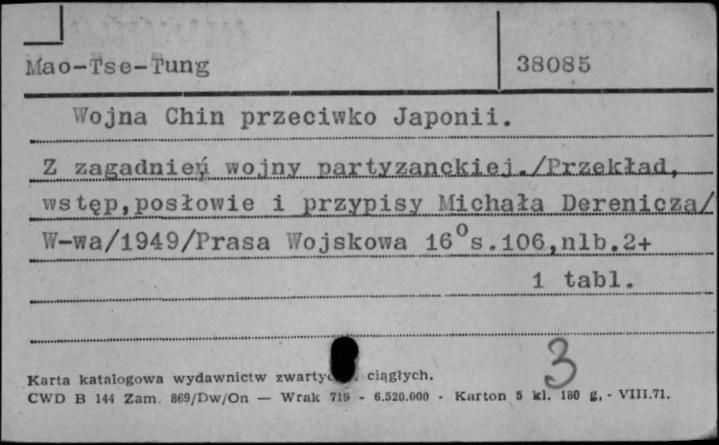 Mao-Tse-Tung 38085
Wojna Chin przeciwko Japonii.
Z zagadnień wojny partyzanckiej./Przekład,
wstęp,posłowie i przypisy Michała Derenicza/
W-wa/1949/Prasa Wojskowa 16° s.106,nlb.2+
1 tabl.
3
Karta katalogowa wydawnictw ciągłych.
CWD B 144 Zam. 869/Dw/On — Wrak 719 - 6.520.000 - Karton 5 kl. 180 g. - VIII.71.